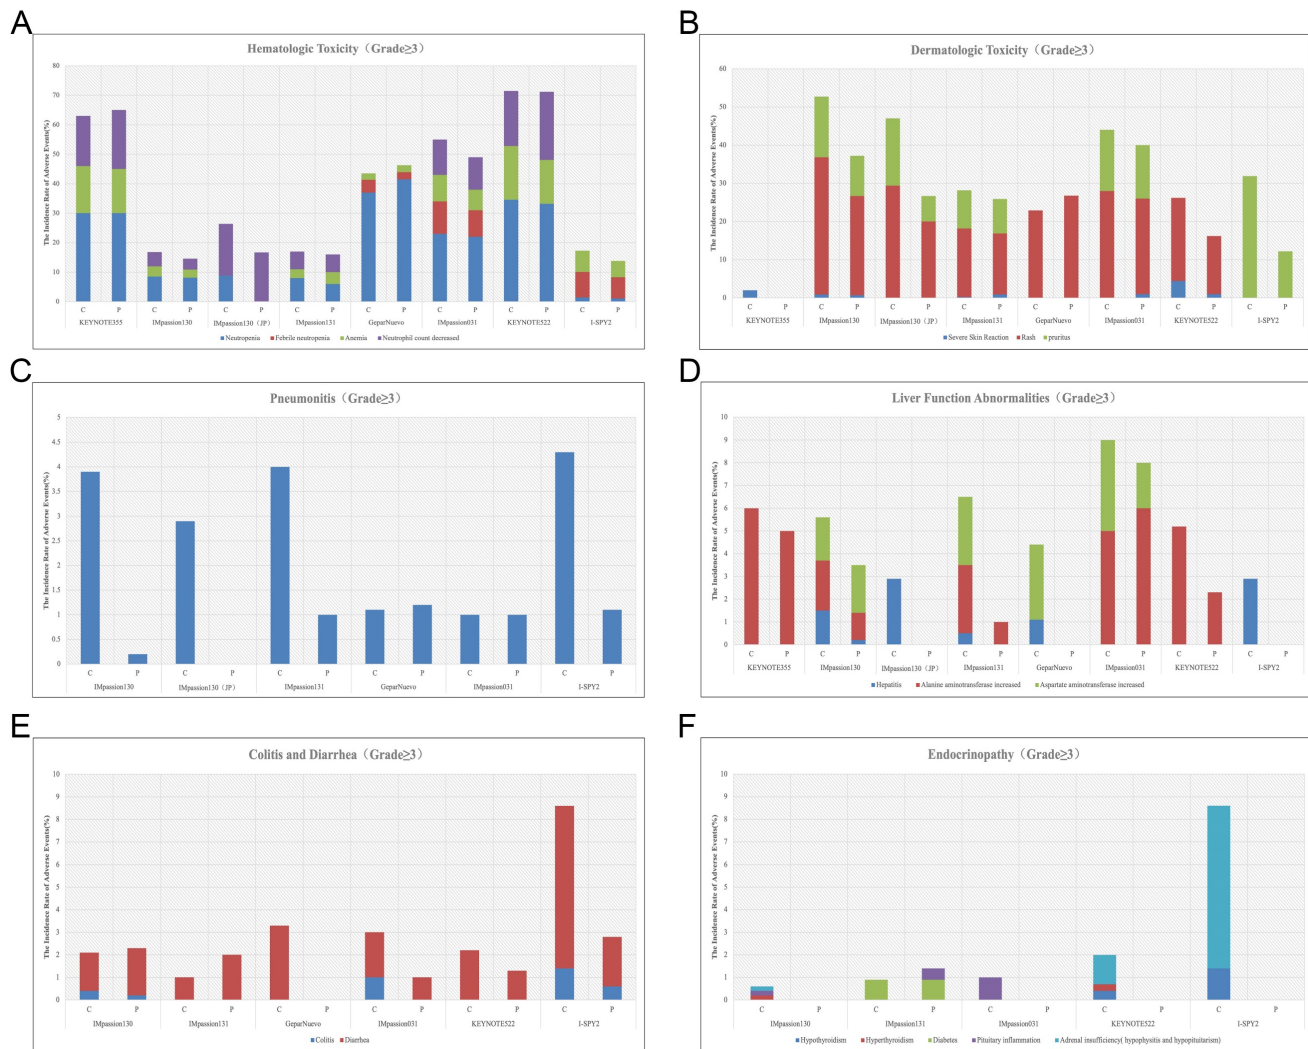 A
Hematologic Toxicity（Grade≥3）
The Incidence Rate of Adverse Events(%)
80
70
60
50
40
30
20
10
0
C P C P C P C P C P C P C P C P
KEYNOTE355 IMpassion130 IMpassion130（JP） IMpassion131 GeparNuevo IMpassion031 KEYNOTE522 I-SPY2
Neutropenia Febrile neutropenia Anemia Neutrophil count decreased
B
Dermatologic Toxicity（Grade≥3）
The Incidence Rate of Adverse Events(%)
60
50
40
30
20
10
0
C P C P C P C P C P C P C P C P
KEYNOTE355 IMpassion130 IMpassion130（JP） IMpassion131 GeparNuevo IMpassion031 KEYNOTE522 I-SPY2
Severe Skin Reaction Rash pruritus
C
Pneumonitis（Grade≥3）
The Incidence Rate of Adverse Events(%)
5
4.5
4
3.5
3
2.5
2
1.5
1
0.5
0
C P C P C P C P C P C P
IMpassion130 IMpassion130（JP） IMpassion131 GeparNuevo IMpassion031 I-SPY2
D
Liver Function Abnormalities（Grade≥3）
The Incidence Rate of Adverse Events(%)
10
9
8
7
6
5
4
3
2
1
0
C P C P C P C P C P C P C P C P
KEYNOTE355 IMpassion130 IMpassion130（JP） IMpassion131 GeparNuevo IMpassion031 KEYNOTE522 I-SPY2
Hepatitis Alanine aminotransferase increased Aspartate aminotransferase increased
E
Colitis and Diarrhea（Grade≥3）
The Incidence Rate of Adverse Events(%)
10
9
8
7
6
5
4
3
2
1
0
C P C P C P C P C P C P
IMpassion130 IMpassion131 GeparNuevo IMpassion031 KEYNOTE522 I-SPY2
Colitis Diarrhea
F
Endocrinopathy（Grade≥3）
The Incidence Rate of Adverse Events(%)
10
9
8
7
6
5
4
3
2
1
0
C P C P C P C P C P
IMpassion130 IMpassion131 IMpassion031 KEYNOTE522 I-SPY2
Hypothyroidism Hyperthyroidism Diabetes Pituitary inflammation Adrenal insufficiency( hypophysitis and hypopituitarism)